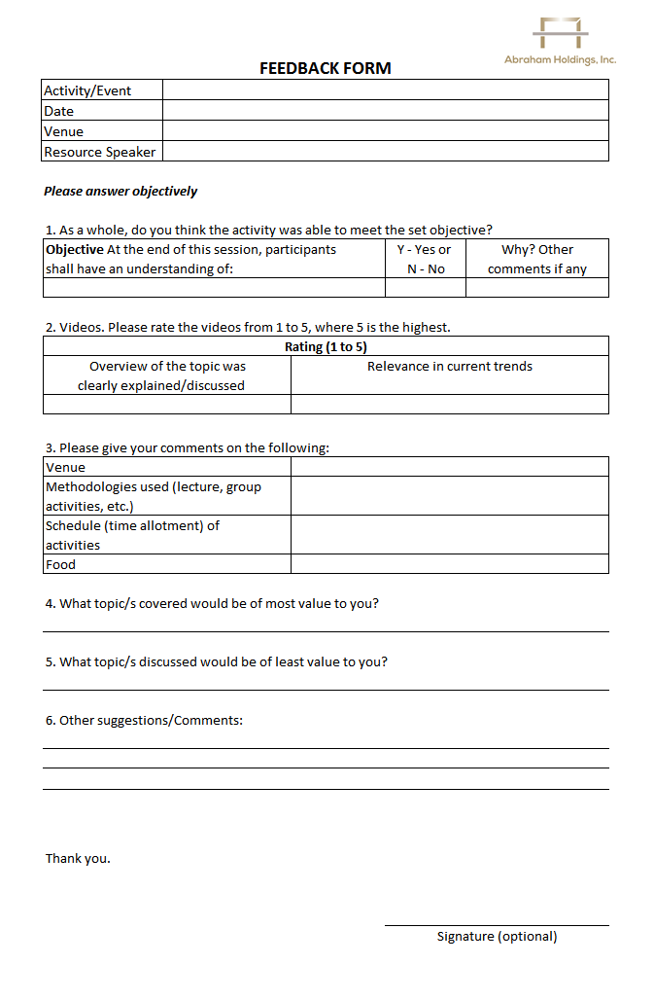 Abraham Holdings, Inc.
FEEDBACK FORM
Activity/Event
Date
Venue
Resource Speaker
Please answer objectively
1. As a whole, do you think the activity was able to meet the set objective?
Objective At the end of this session, participants
shall have an understanding of:
Y - Yes or
N - No
Why? Other
comments if any
2. Videos. Please rate the videos from 1 to 5, where 5 is the highest.
Rating (1 to 5)
Overview of the topic was
clearly explained/discussed
Relevance in current trends
3. Please give your comments on the following:
Venue
Methodologies used (lecture, group
activities, etc.)
Schedule (time allotment) of
activities
Food
4. What topic/s covered would be of most value to you?
5. What topic/s discussed would be of least value to you?
6. Other suggestions/Comments:
Thank you.
Signature (optional)